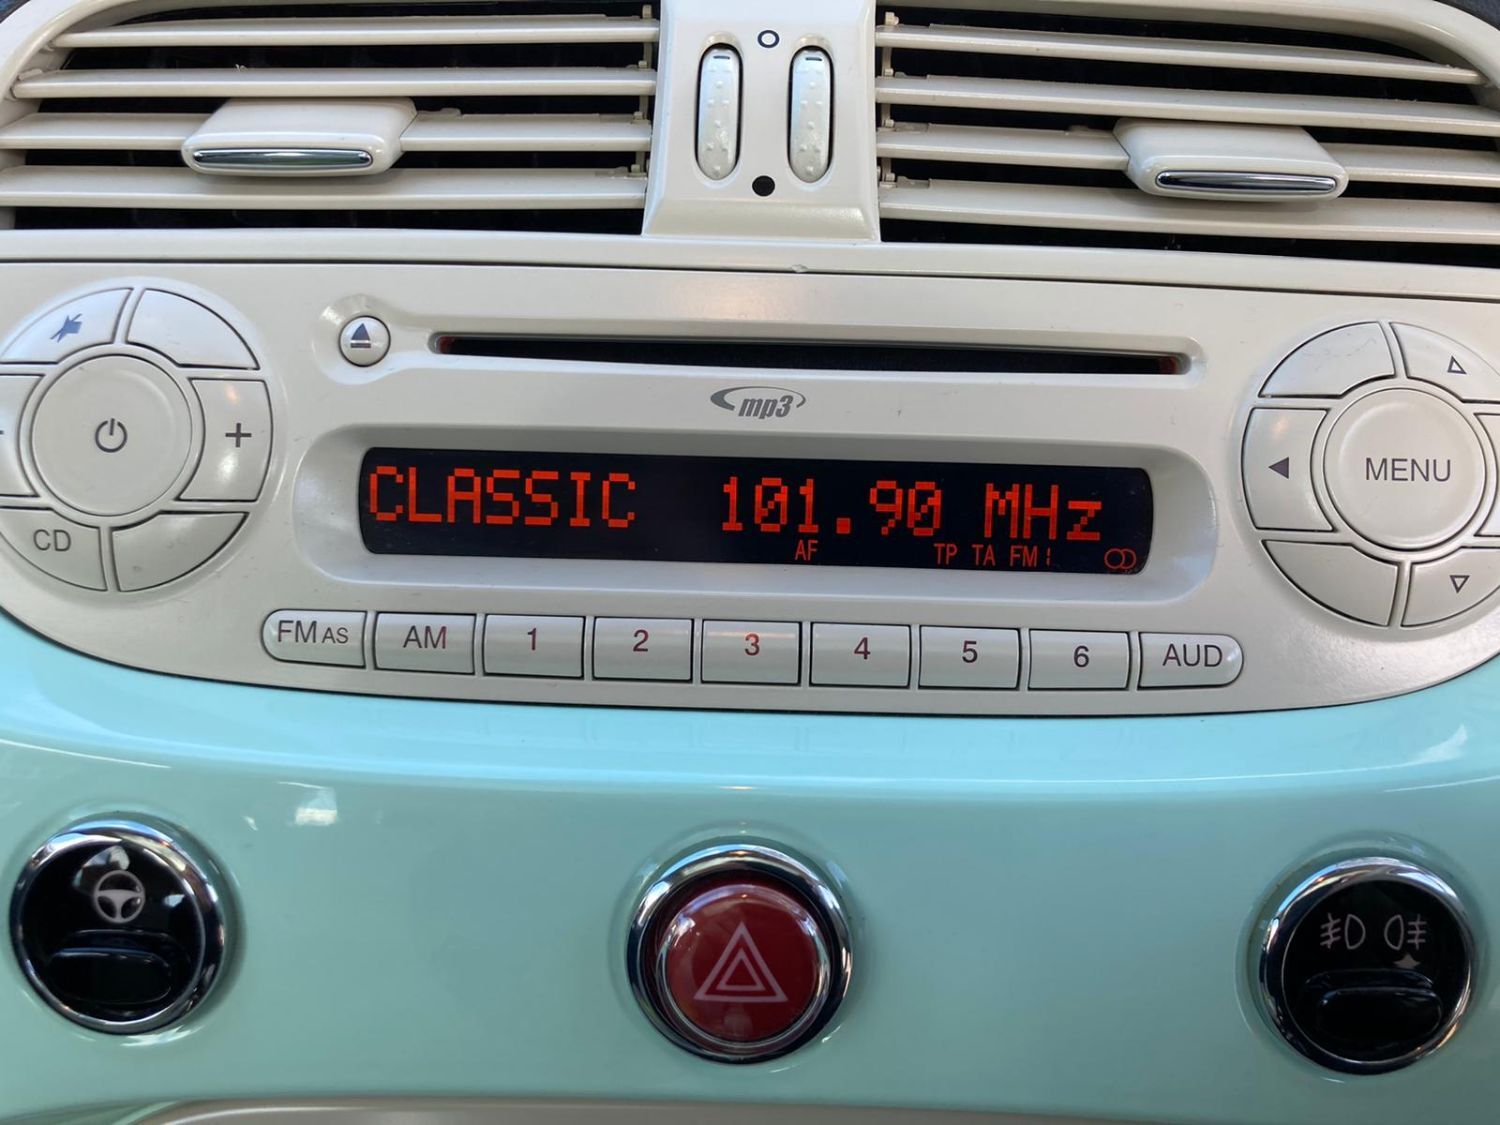 mp3
CLASSIC 101.90 MHz
AF TP TA FM
CD
MENU
FM AS AM 1 2 3 4 5 6 AUD